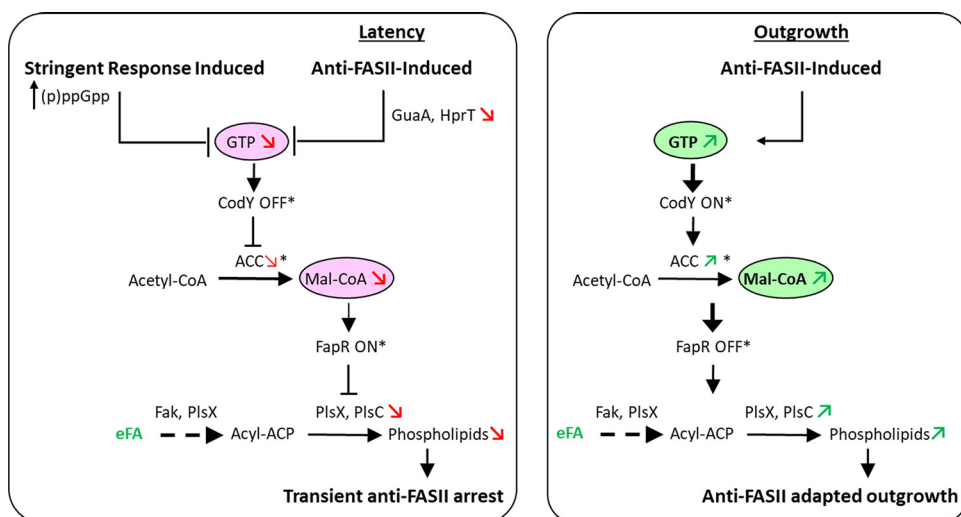 Latency
Stringent Response Induced
Anti-FASII-Induced
(p)ppGpp
GuaA, HprT
GTP
CodY OFF*
ACC *
Acetyl-CoA
Mal-CoA
FapR ON*
Fak, PlsX
PlsX, PlsC
eFA
Acyl-ACP
Phospholipids
Transient anti-FASII arrest
Outgrowth
Anti-FASII-Induced
GTP
CodY ON*
ACC *
Acetyl-CoA
Mal-CoA
FapR OFF*
Fak, PlsX
PlsX, PlsC
eFA
Acyl-ACP
Phospholipids
Anti-FASII adapted outgrowth